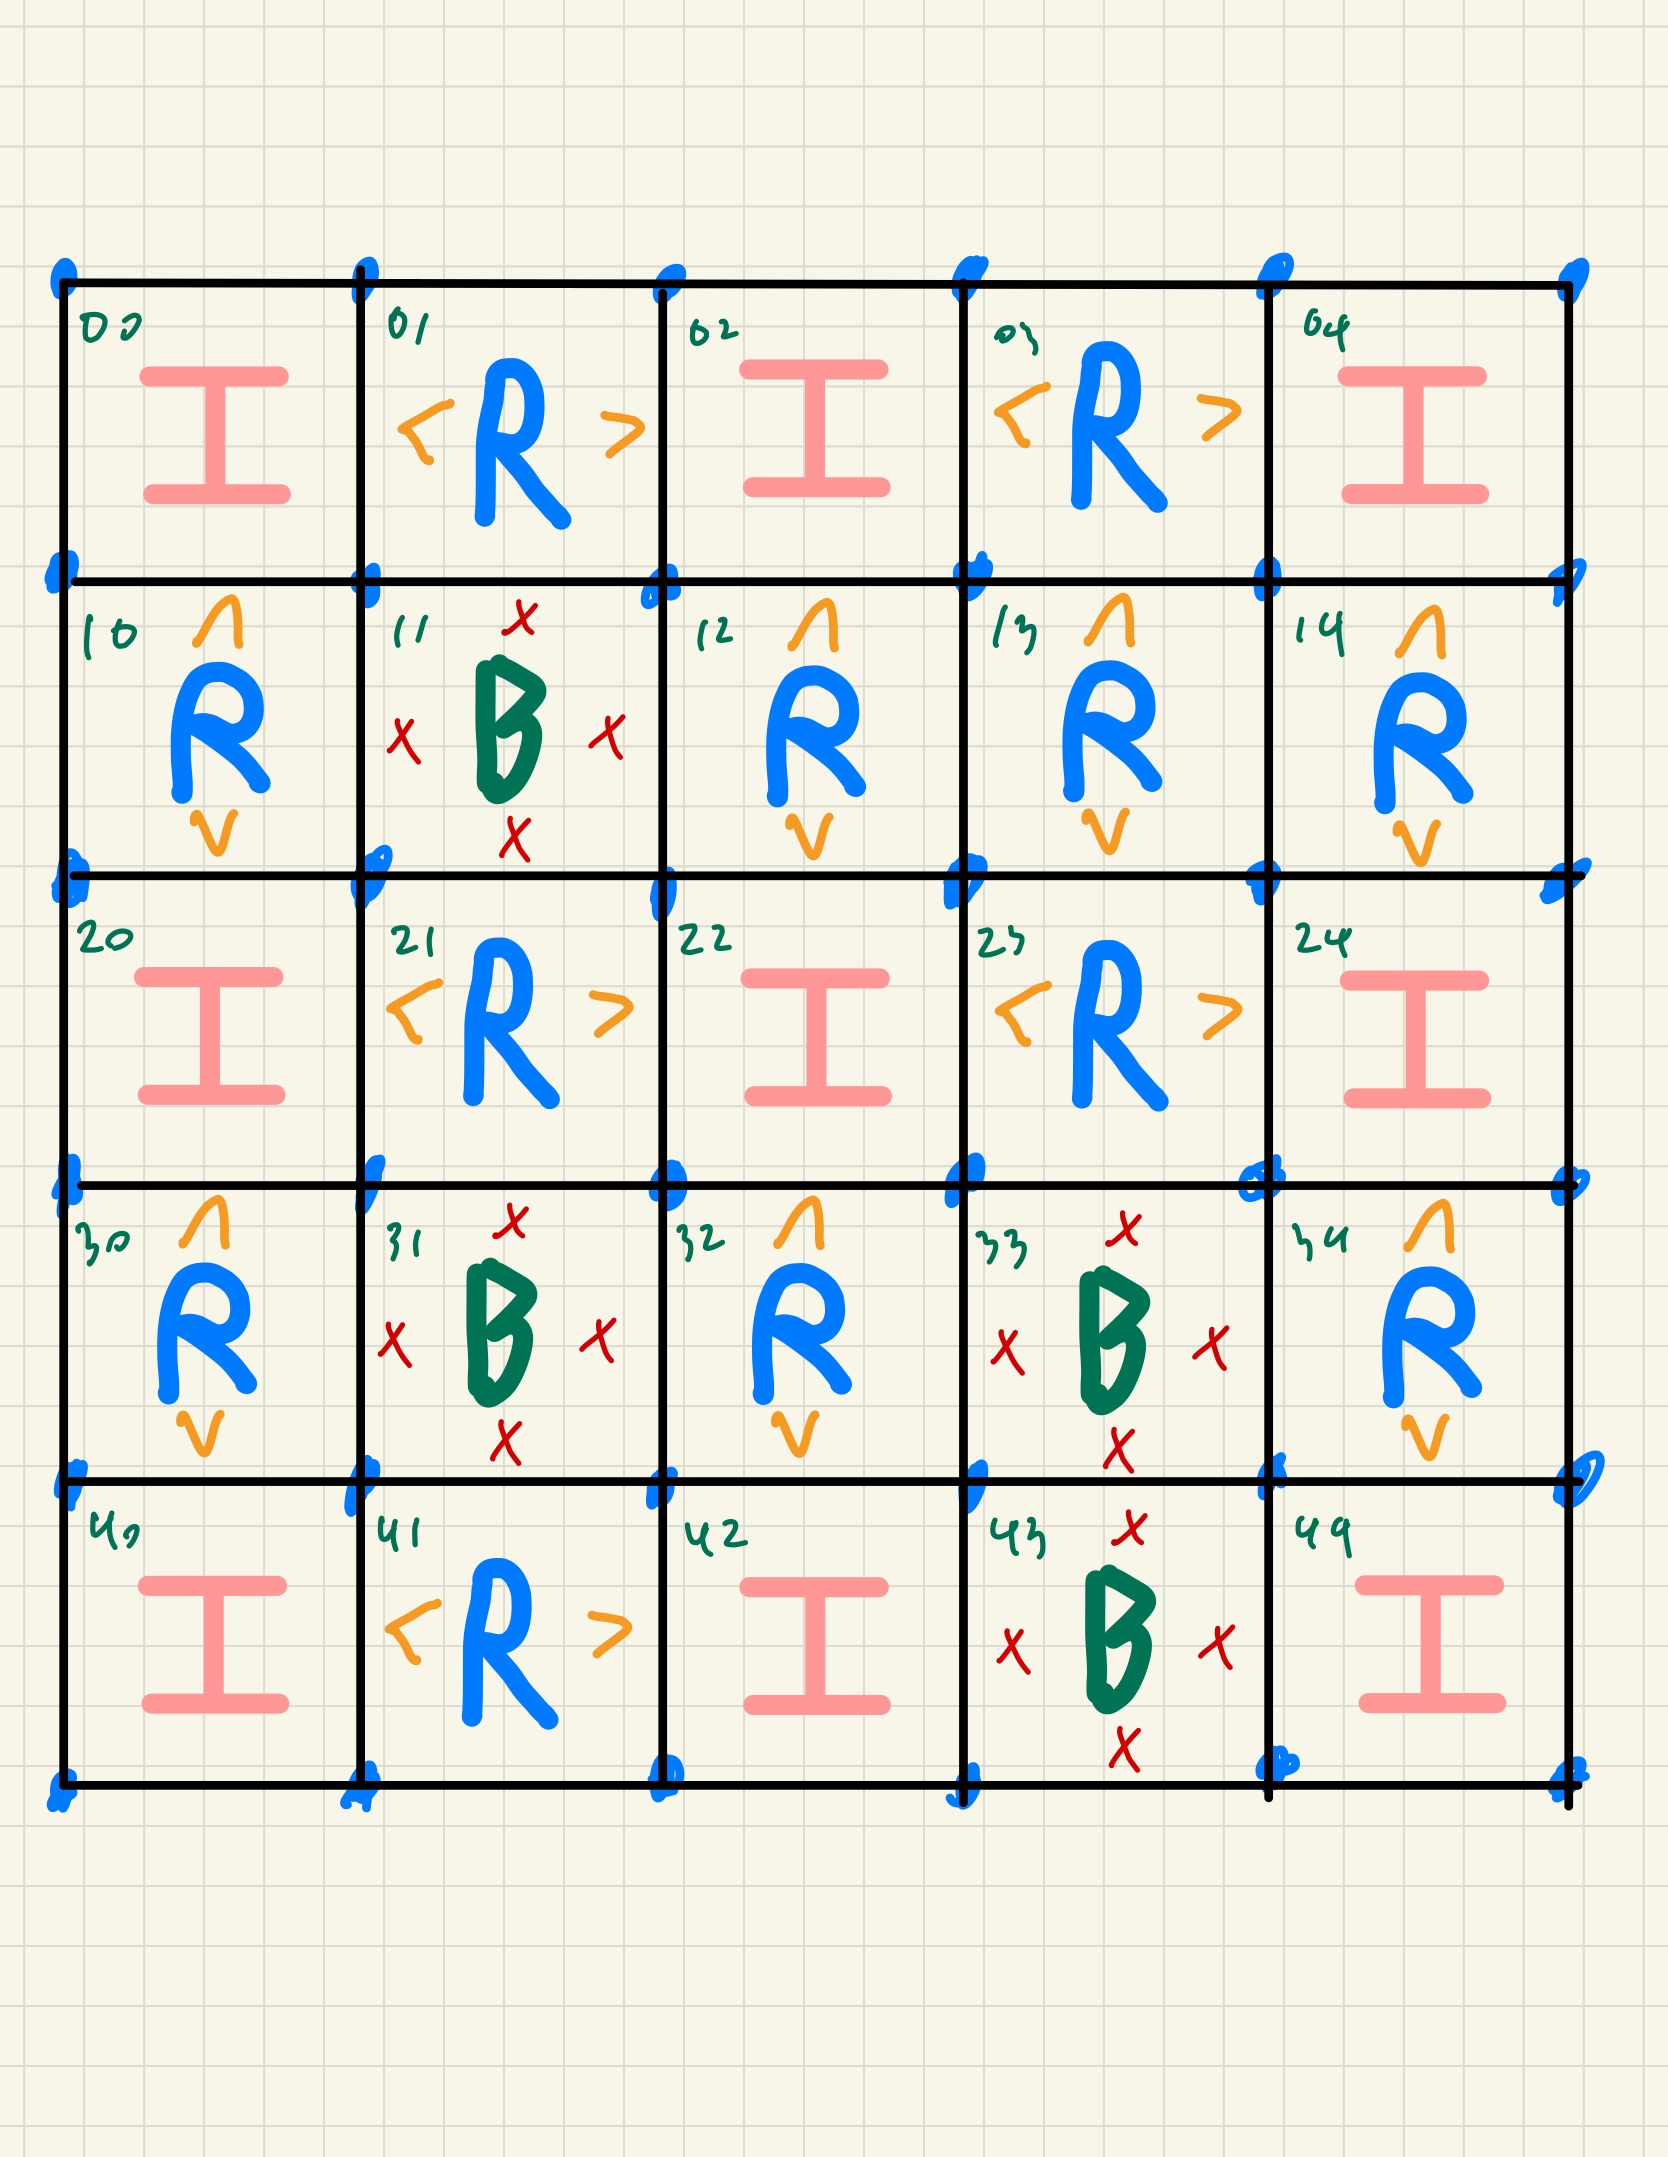 00 01 02 03 04
I < R > I < R > I
10 11 12 13 14
^ x ^ ^ ^
R x B x R R R
v x v v v
20 21 22 23 24
I < R > I < R > I
30 31 32 33 34
^ x ^ x ^
R x B x R x B x R
v x v x v
40 41 42 43 44
x
I < R > I x B x I
x